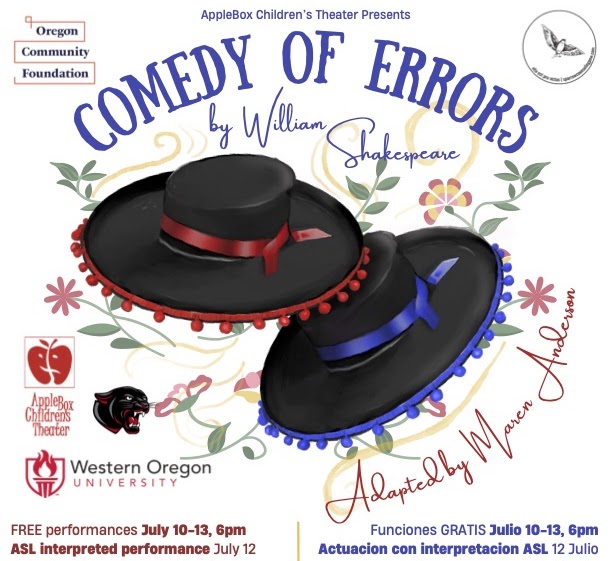 AppleBox Children's Theater Presents
Oregon
Community
Foundation
COMEDY OF ERRORS
by William
Shakespeare
Adapted by Maren Anderson
AppleBox
Children's
Theater
Western Oregon
UNIVERSITY
FREE performances July 10-13, 6pm
ASL interpreted performance July 12
Funciones GRATIS Julio 10-13, 6pm
Actuacion con interpretacion ASL 12 Julio